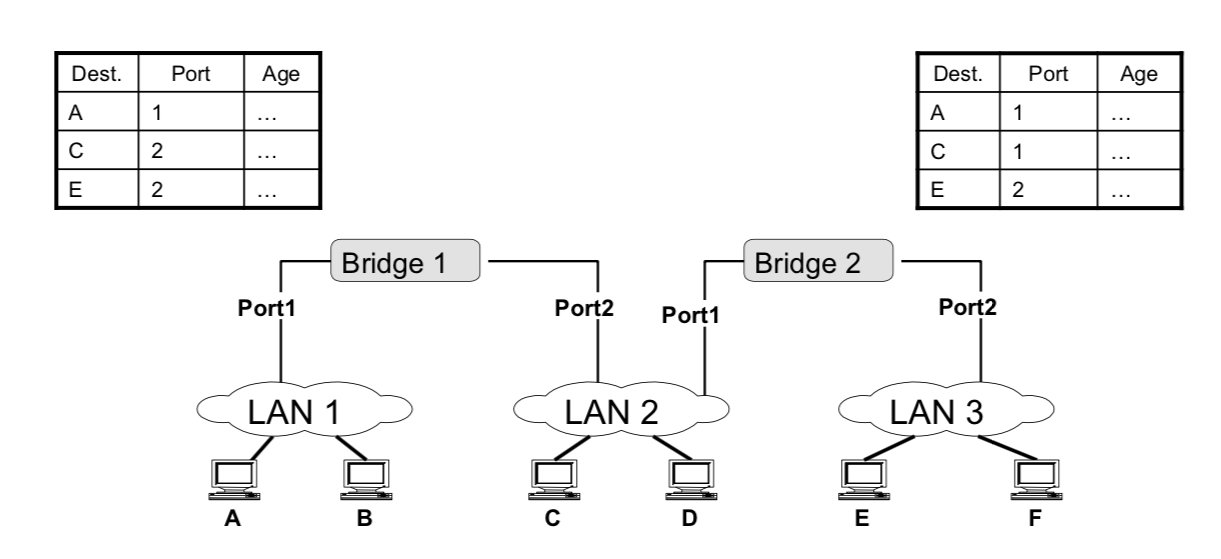 Dest. Port Age
A 1 ...
C 2 ...
E 2 ...
Dest. Port Age
A 1 ...
C 1 ...
E 2 ...
Bridge 1
Bridge 2
Port1
Port2
Port1
Port2
LAN 1
LAN 2
LAN 3
A
B
C
D
E
F